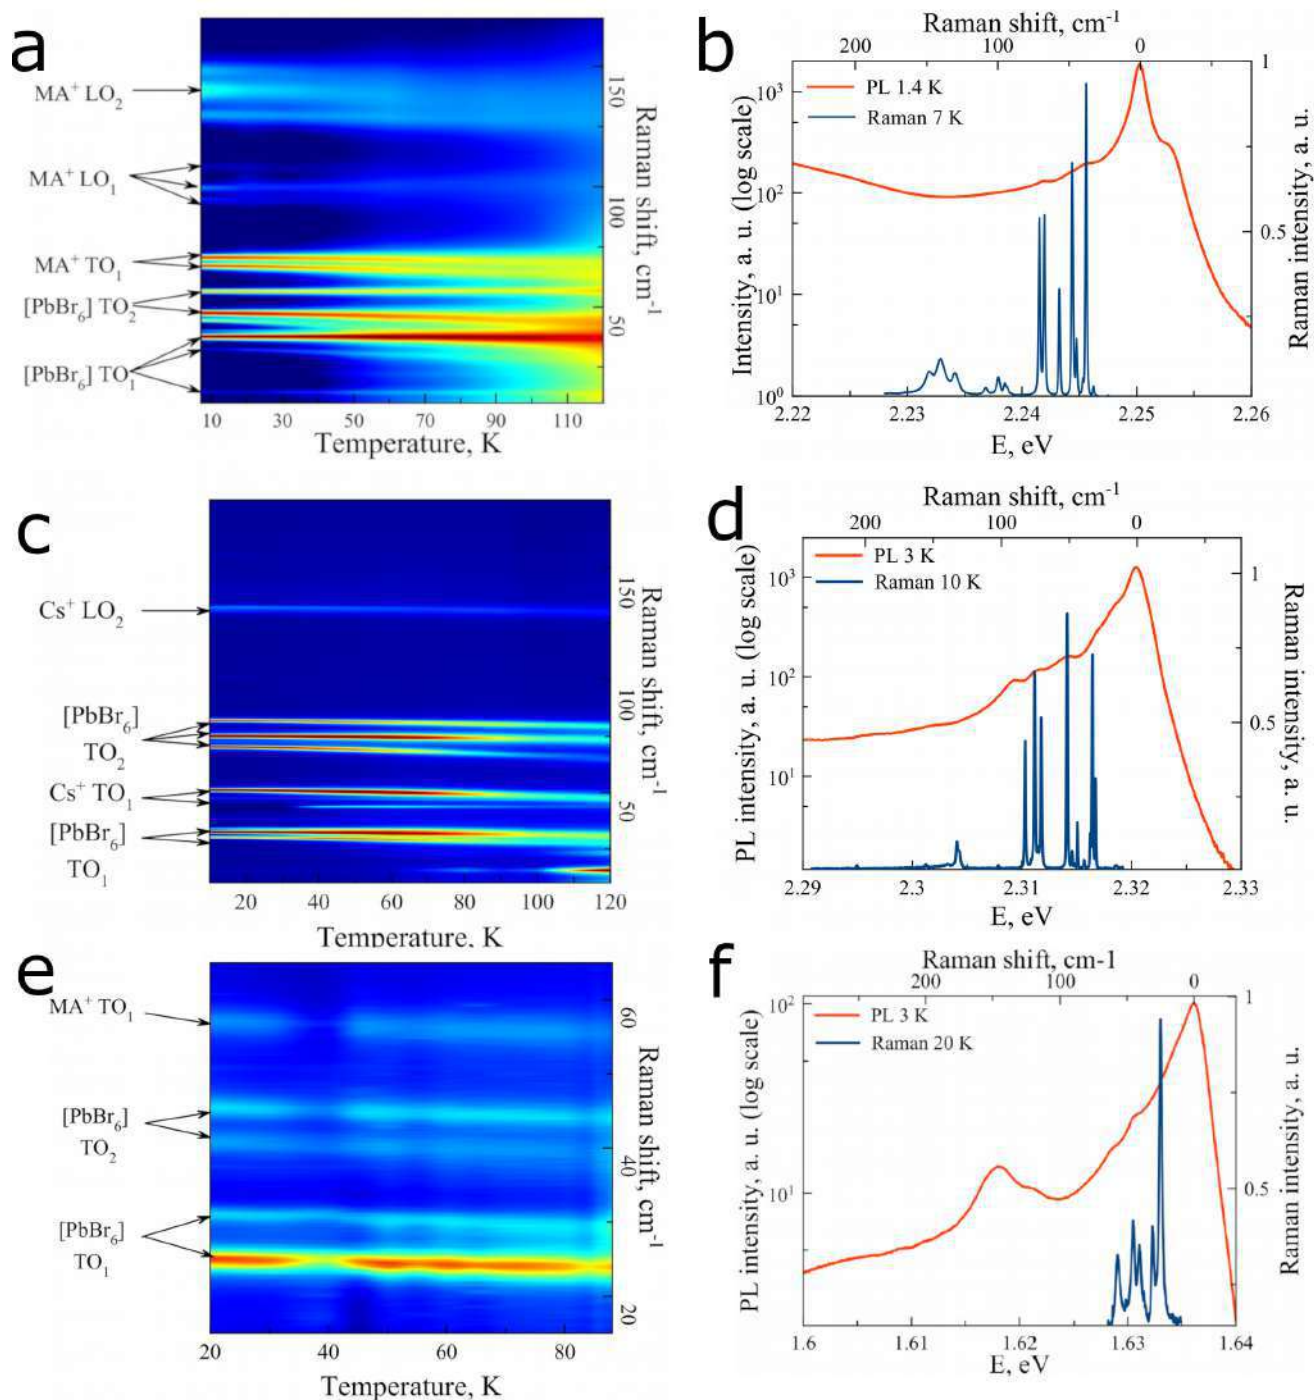 a
MA⁺ LO₂
MA⁺ LO₁
MA⁺ TO₁
[PbBr₆] TO₂
[PbBr₆] TO₁
150
100
50
Raman shift, cm⁻¹
10 30 50 70 90 110
Temperature, K
b
Raman shift, cm⁻¹
200 100 0
PL 1.4 K
Raman 7 K
Intensity, a. u. (log scale)
10³
10²
10¹
10⁰
1
0.5
Raman intensity, a. u.
2.22 2.23 2.24 2.25 2.26
E, eV
c
Cs⁺ LO₂
[PbBr₆]
TO₂
Cs⁺ TO₁
[PbBr₆]
TO₁
150
100
50
Raman shift, cm⁻¹
20 40 60 80 100 120
Temperature, K
d
Raman shift, cm⁻¹
200 100 0
PL 3 K
Raman 10 K
PL intensity, a. u. (log scale)
10³
10²
10¹
1
0.5
Raman intensity, a. u.
2.29 2.3 2.31 2.32 2.33
E, eV
e
MA⁺ TO₁
[PbBr₆]
TO₂
[PbBr₆]
TO₁
60
40
20
Raman shift, cm⁻¹
20 40 60 80
Temperature, K
f
Raman shift, cm-1
200 100 0
PL 3 K
Raman 20 K
PL intensity, a. u. (log scale)
10²
10¹
1
0.5
Raman intensity, a. u.
1.6 1.61 1.62 1.63 1.64
E, eV